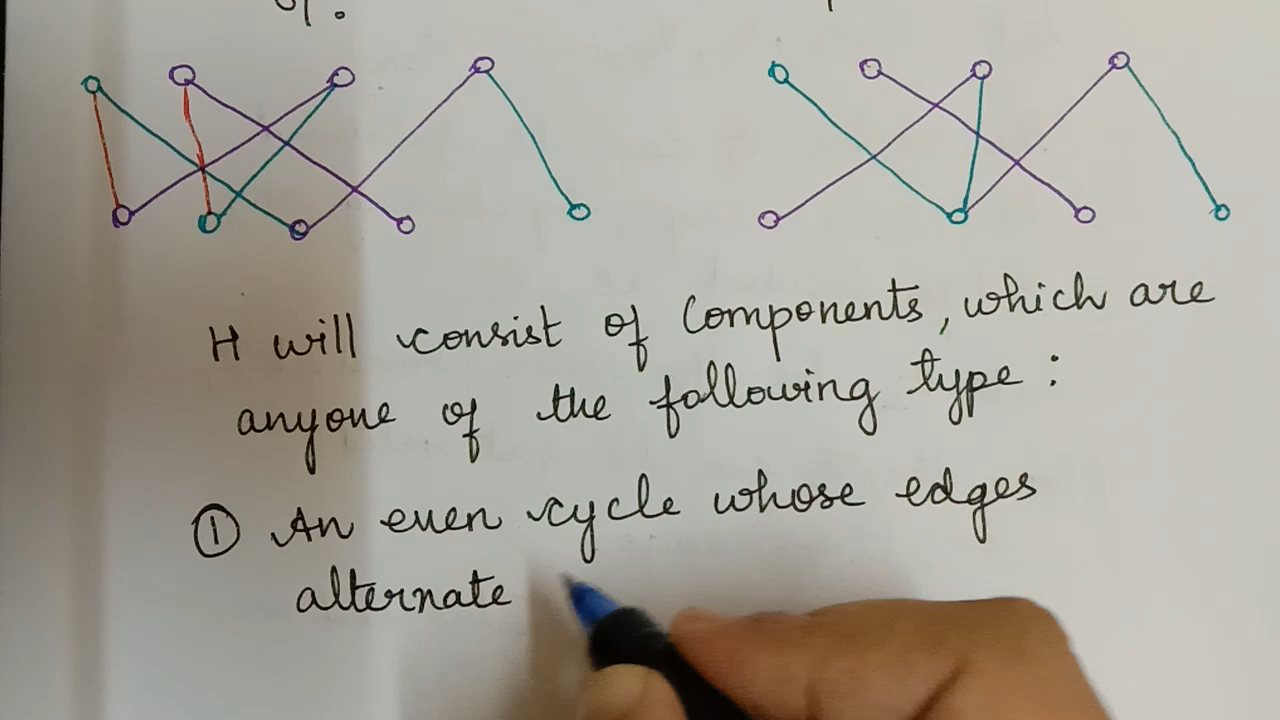 H will consist of Components, which are
anyone of the following type :
① An even cycle whose edges
alternate